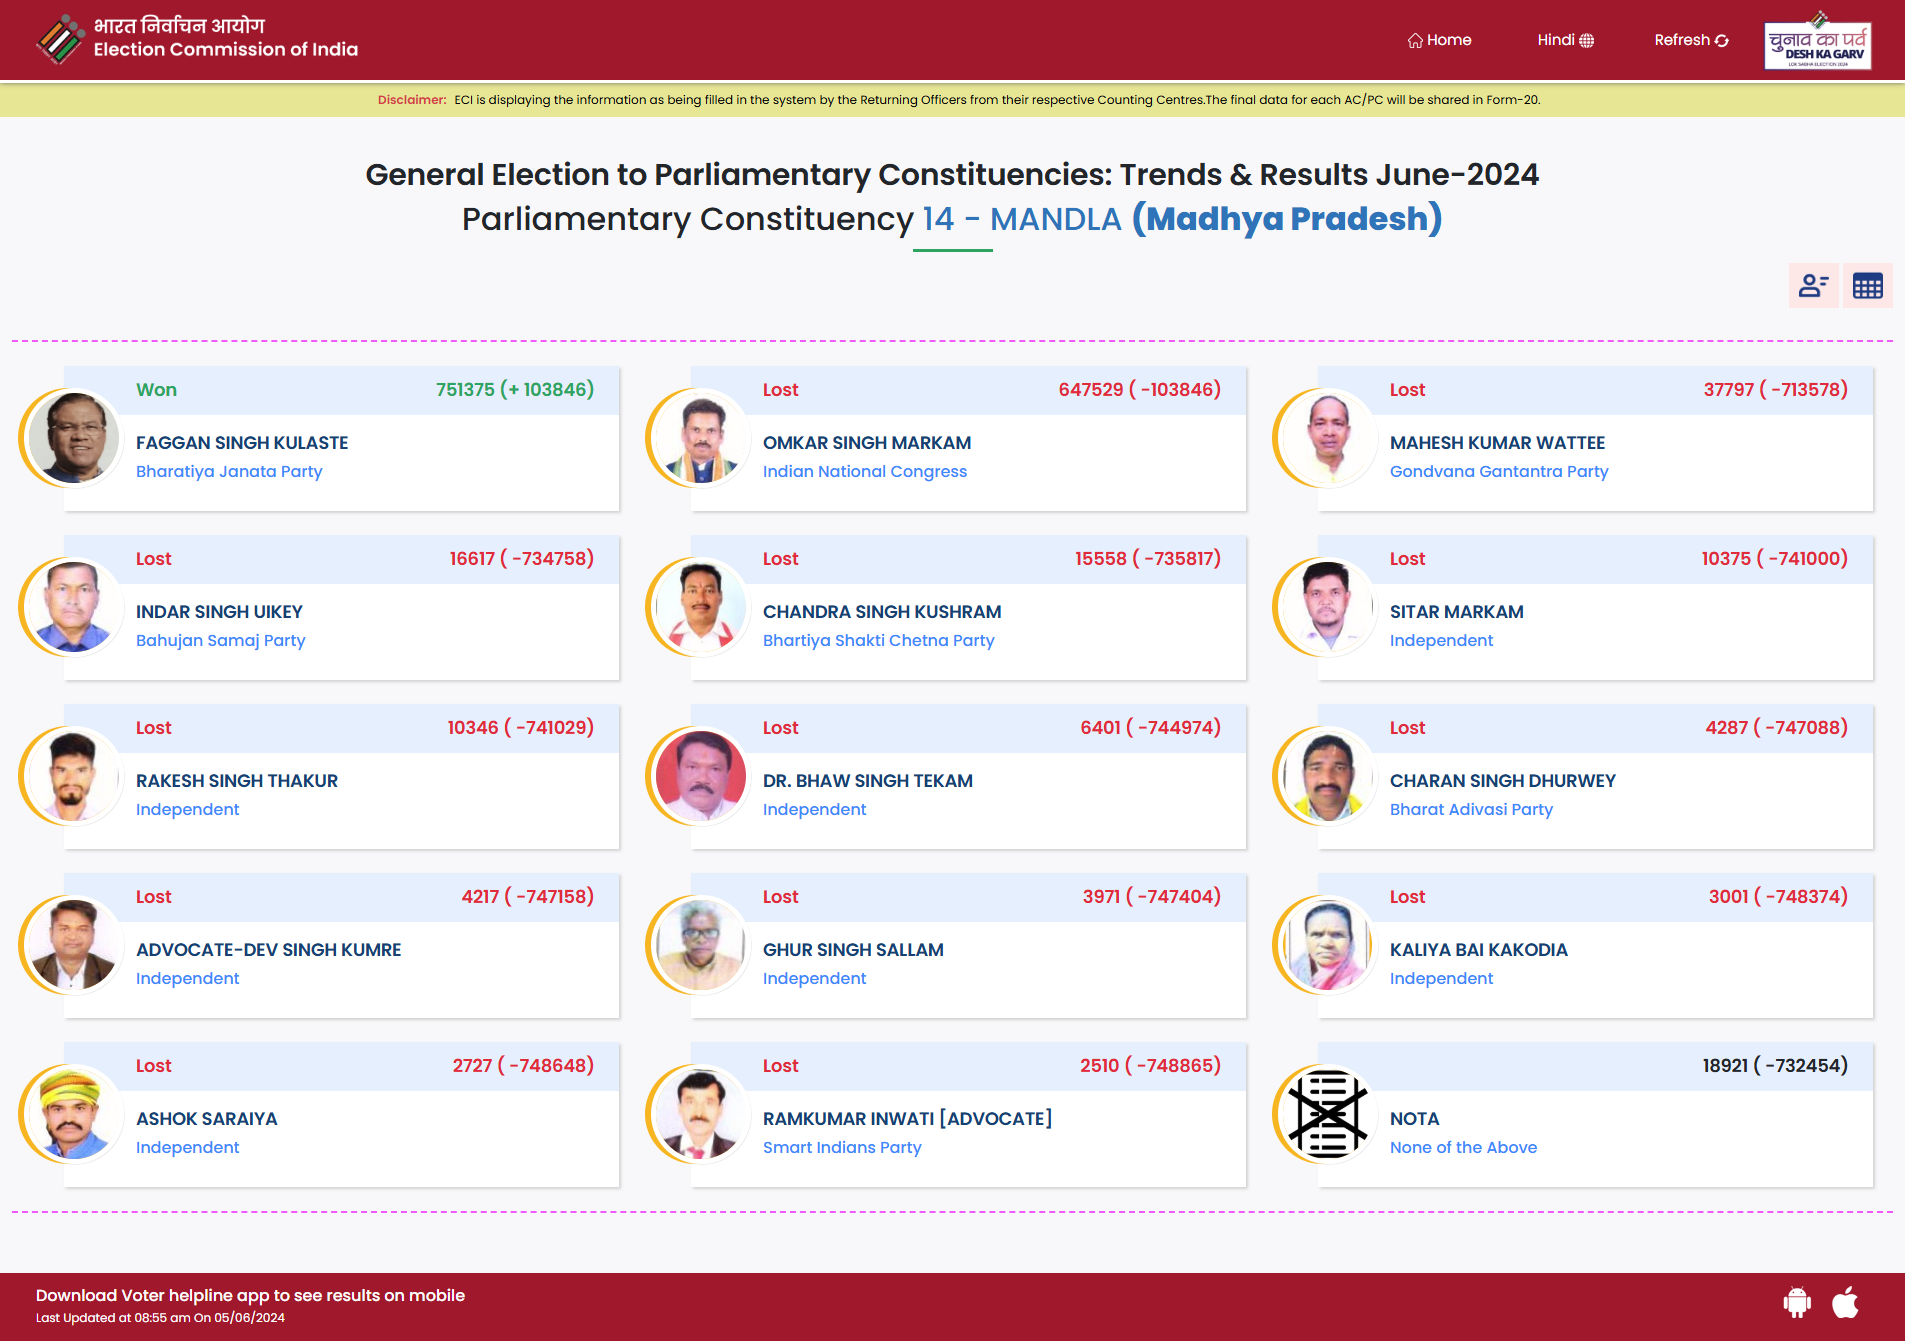 भारत निर्वाचन आयोग
Election Commission of India
Home
Hindi
Refresh
चुनाव का पर्व
DESH KA GARV
LOK SABHA ELECTION 2024
Disclaimer: ECI is displaying the information as being filled in the system by the Returning Officers from their respective Counting Centres.The final data for each AC/PC will be shared in Form-20.
General Election to Parliamentary Constituencies: Trends & Results June-2024
Parliamentary Constituency 14 - MANDLA (Madhya Pradesh)
Won 751375 (+ 103846)
FAGGAN SINGH KULASTE
Bharatiya Janata Party
Lost 647529 ( -103846)
OMKAR SINGH MARKAM
Indian National Congress
Lost 37797 ( -713578)
MAHESH KUMAR WATTEE
Gondvana Gantantra Party
Lost 16617 ( -734758)
INDAR SINGH UIKEY
Bahujan Samaj Party
Lost 15558 ( -735817)
CHANDRA SINGH KUSHRAM
Bhartiya Shakti Chetna Party
Lost 10375 ( -741000)
SITAR MARKAM
Independent
Lost 10346 ( -741029)
RAKESH SINGH THAKUR
Independent
Lost 6401 ( -744974)
DR. BHAW SINGH TEKAM
Independent
Lost 4287 ( -747088)
CHARAN SINGH DHURWEY
Bharat Adivasi Party
Lost 4217 ( -747158)
ADVOCATE-DEV SINGH KUMRE
Independent
Lost 3971 ( -747404)
GHUR SINGH SALLAM
Independent
Lost 3001 ( -748374)
KALIYA BAI KAKODIA
Independent
Lost 2727 ( -748648)
ASHOK SARAIYA
Independent
Lost 2510 ( -748865)
RAMKUMAR INWATI [ADVOCATE]
Smart Indians Party
18921 ( -732454)
NOTA
None of the Above
Download Voter helpline app to see results on mobile
Last Updated at 08:55 am On 05/06/2024